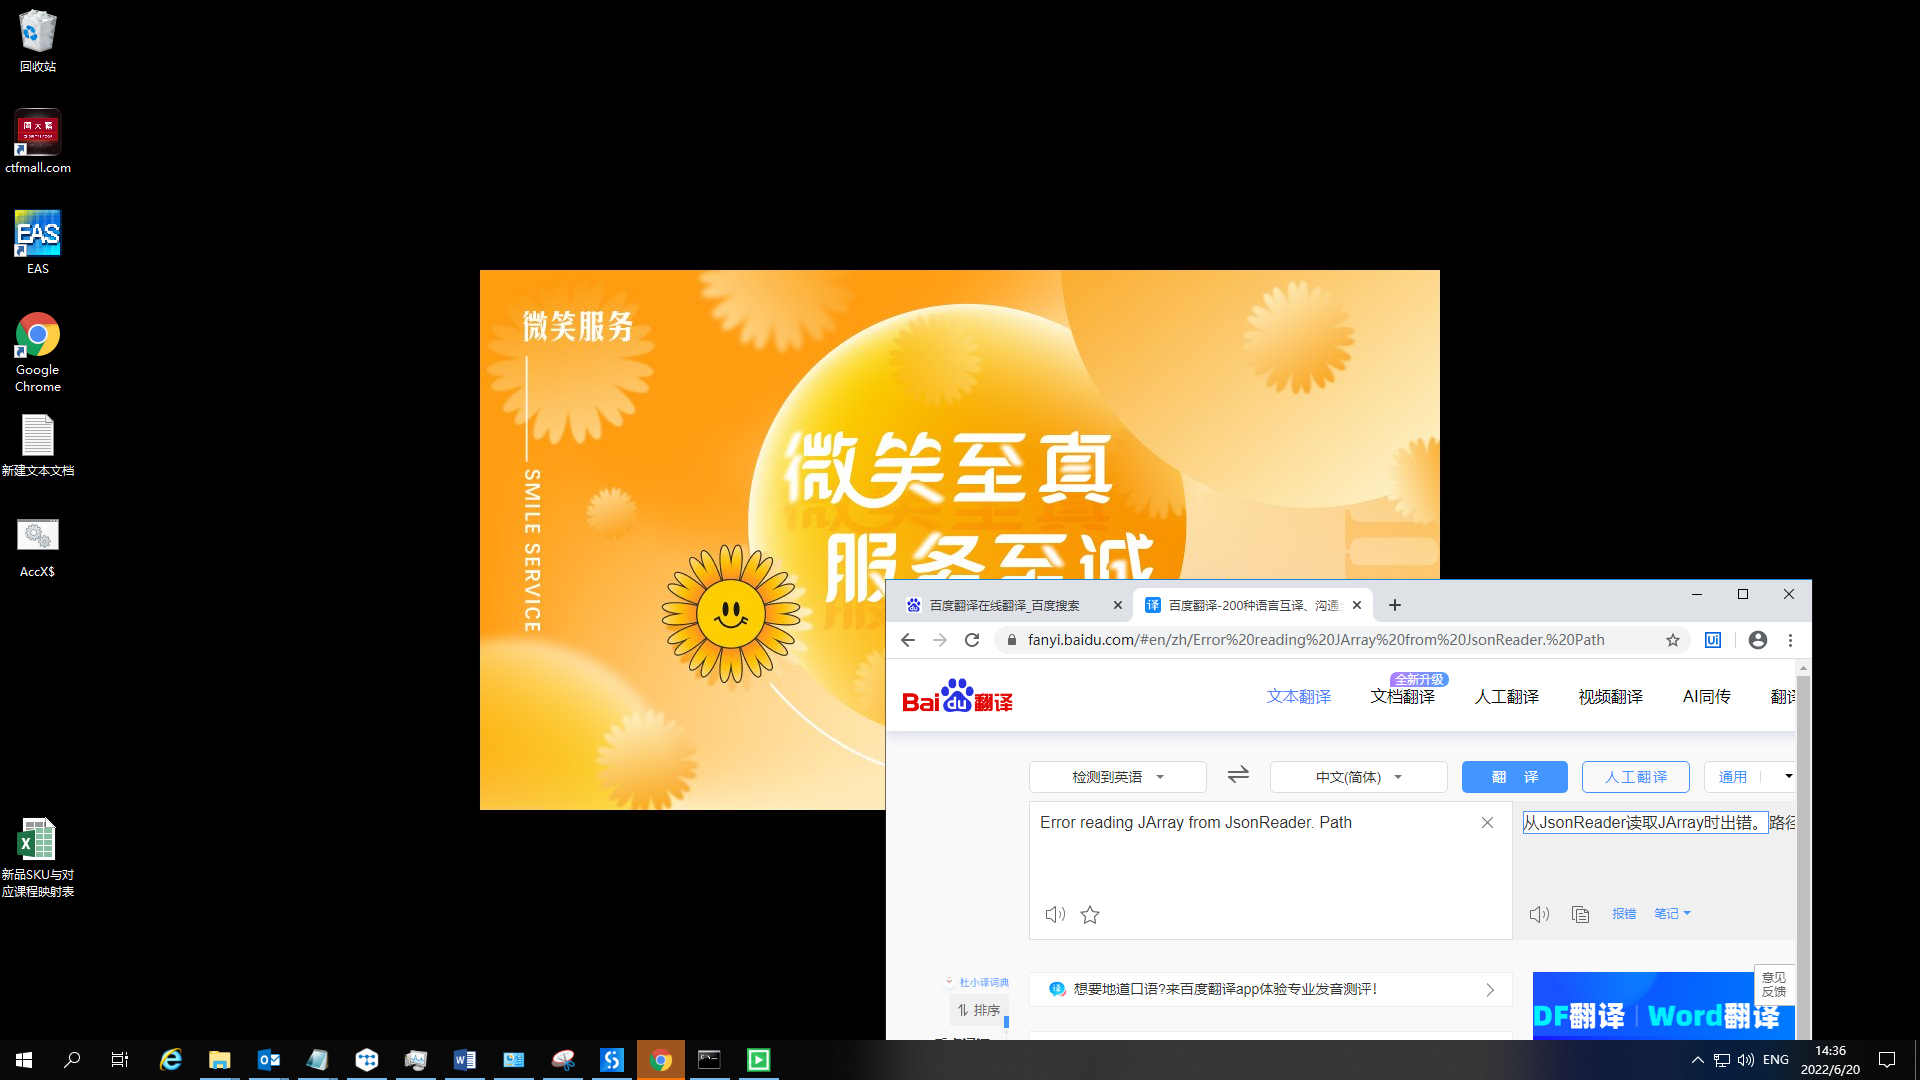 回收站
ctfmall.com
EAS
EAS
Google
Chrome
新建文本文档
AccX$
新品SKU与对
应课程映射表
微笑服务
SMILE SERVICE
微笑至真
服务至诚
百度翻译在线翻译_百度搜索
百度翻译-200种语言互译、沟通
fanyi.baidu.com/#en/zh/Error%20reading%20JArray%20from%20JsonReader.%20Path
Baidu翻译
全新升级
文本翻译 文档翻译 人工翻译 视频翻译 AI同传 翻译
检测到英语 中文(简体) 翻 译 人工翻译 通用
Error reading JArray from JsonReader. Path
从JsonReader读取JArray时出错。路径
报错 笔记
杜小译词典
排序
想要地道口语?来百度翻译app体验专业发音测评!
意见
反馈
DF翻译 | Word翻译
ENG
14:36
2022/6/20